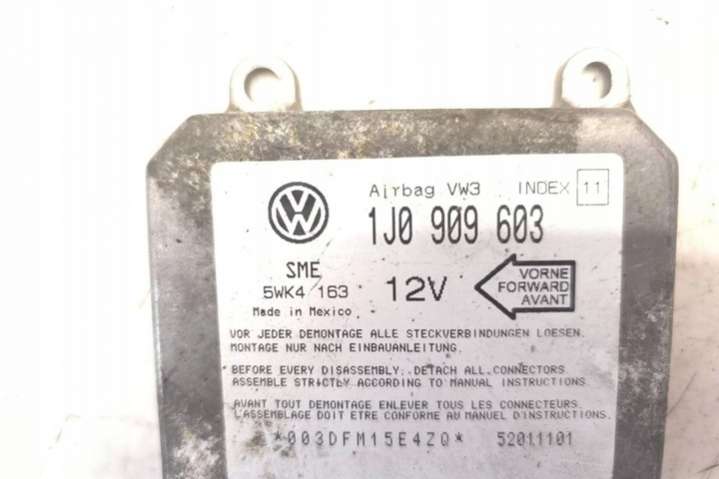 Airbag VW3 INDEX 11
1J0 909 603
SME
5WK4 163
Made in Mexico
12V
VORNE
FORWARD
AVANT
VOR JEDER DEMONTAGE ALLE STECKVERBINDUNGEN LOESEN.
MONTAGE NUR NACH EINBAUANLEITUNG.
BEFORE EVERY DISASSEMBLY, DETACH ALL CONNECTORS
ASSEMBLE STRICTLY ACCORDING TO MANUAL INSTRUCTIONS
AVANT TOUT DEMONTAGE ENLEVER TOUS LES CONNECTEURS.
L'ASSEMBLAGE DOIT ETRE CONFORME AU MANUEL D'INSTRUCTIONS.
*003DFM15E4ZQ* 52011101